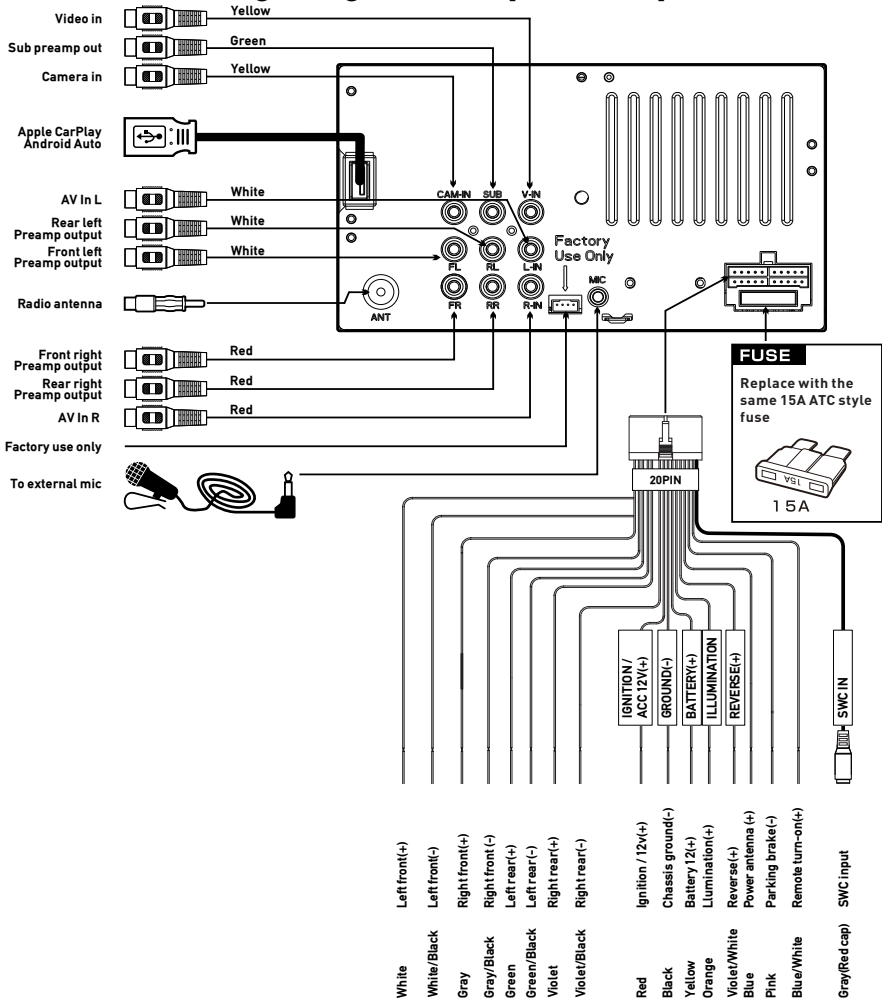 Video in
Yellow
Sub preamp out
Green
Camera in
Yellow
Apple CarPlay
Android Auto
AV In L
White
Rear left
Preamp output
White
Front left
Preamp output
White
Radio antenna
CAM-IN SUB V-IN
FL RL L-IN
FR RR R-IN
ANT
Factory
Use Only
MIC
Front right
Preamp output
Red
Rear right
Preamp output
Red
AV In R
Red
Factory use only
To external mic
FUSE
Replace with the
same 15A ATC style
fuse
15A
15A
20PIN
IGNITION /
ACC 12V(+)
GROUND(-)
BATTERY(+)
ILLUMINATION
REVERSE(+)
SWC IN
White Left front(+)
White/Black Left front(-)
Gray Right front(+)
Gray/Black Right front (-)
Green Left rear(+)
Green/Black Left rear(-)
Violet Right rear(+)
Violet/Black Right rear(-)
Red Ignition / 12v(+)
Black Chassis ground(-)
Yellow Battery 12(+)
Orange Llumination(+)
Violet/White Reverse(+)
Blue Power antenna (+)
Pink Parking brake(-)
Blue/White Remote turn-on(+)
Gray(Red cap) SWC input